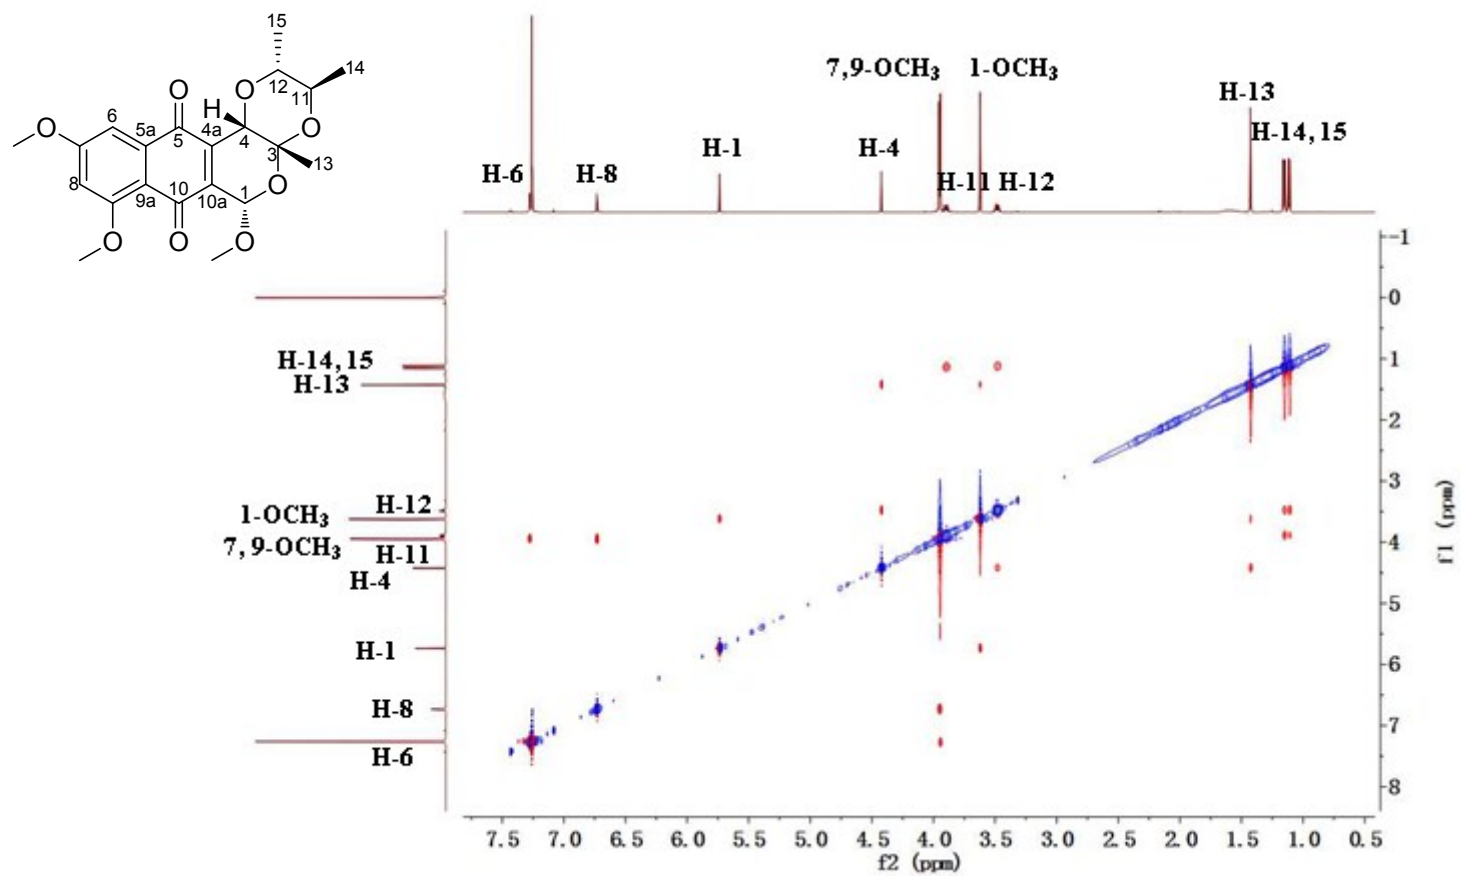 15
14
O
12
H
11
O
6
5a
O
5
4a
4
O
3
13
8
9a
10
10a
1
O
O
O
O
7,9-OCH3
1-OCH3
H-13
H-14, 15
H-1
H-4
H-6
H-8
H-11
H-12
H-14, 15
H-13
H-12
1-OCH3
7, 9-OCH3
H-11
H-4
H-1
H-8
H-6
-1
0
1
2
3
4
5
6
7
8
f1 (ppm)
7.5 7.0 6.5 6.0 5.5 5.0 4.5 4.0 3.5 3.0 2.5 2.0 1.5 1.0 0.5
f2 (ppm)